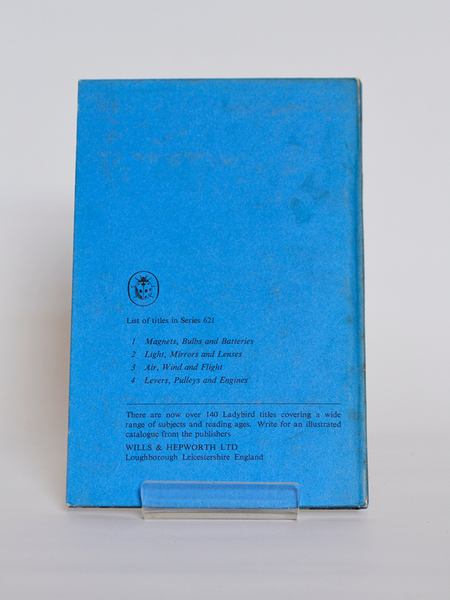 List of titles in Series 621
1 Magnets, Bulbs and Batteries
2 Light, Mirrors and Lenses
3 Air, Wind and Flight
4 Levers, Pulleys and Engines
There are now over 140 Ladybird titles covering a wide
range of subjects and reading ages. Write for an illustrated
catalogue from the publishers
WILLS & HEPWORTH LTD
Loughborough Leicestershire England